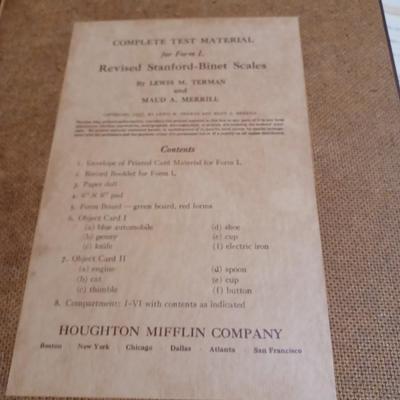 COMPLETE TEST MATERIAL
for Form L
Revised Stanford-Binet Scales
By LEWIS M. TERMAN
and
MAUD A. MERRILL
Contents
1. Envelope of Printed Card Material for Form L
2. Record Booklet for Form L
3. Paper doll
4. 6" X 6" pad
5. Form Board — green board, red forms
6. Object Card I
(a) blue automobile (d) shoe
(b) penny (e) cup
(c) knife (f) electric iron
7. Object Card II
(a) engine (d) spoon
(b) cat (e) cup
(c) thimble (f) button
8. Compartments I-VI with contents as indicated
HOUGHTON MIFFLIN COMPANY
Boston · New York · Chicago · Dallas · Atlanta · San Francisco